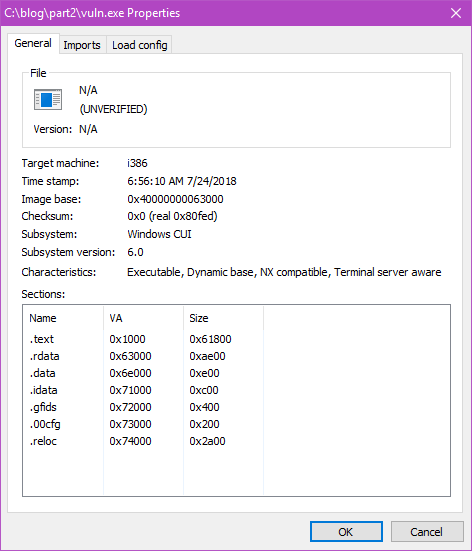 C:\blog\part2\vuln.exe Properties
General Imports Load config
File
N/A
(UNVERIFIED)
Version: N/A
Target machine: i386
Time stamp: 6:56:10 AM 7/24/2018
Image base: 0x40000000063000
Checksum: 0x0 (real 0x80fed)
Subsystem: Windows CUI
Subsystem version: 6.0
Characteristics: Executable, Dynamic base, NX compatible, Terminal server aware
Sections:
Name VA Size
.text 0x1000 0x61800
.rdata 0x63000 0xae00
.data 0x6e000 0xe00
.idata 0x71000 0xc00
.gfids 0x72000 0x400
.00cfg 0x73000 0x200
.reloc 0x74000 0x2a00
OK Cancel